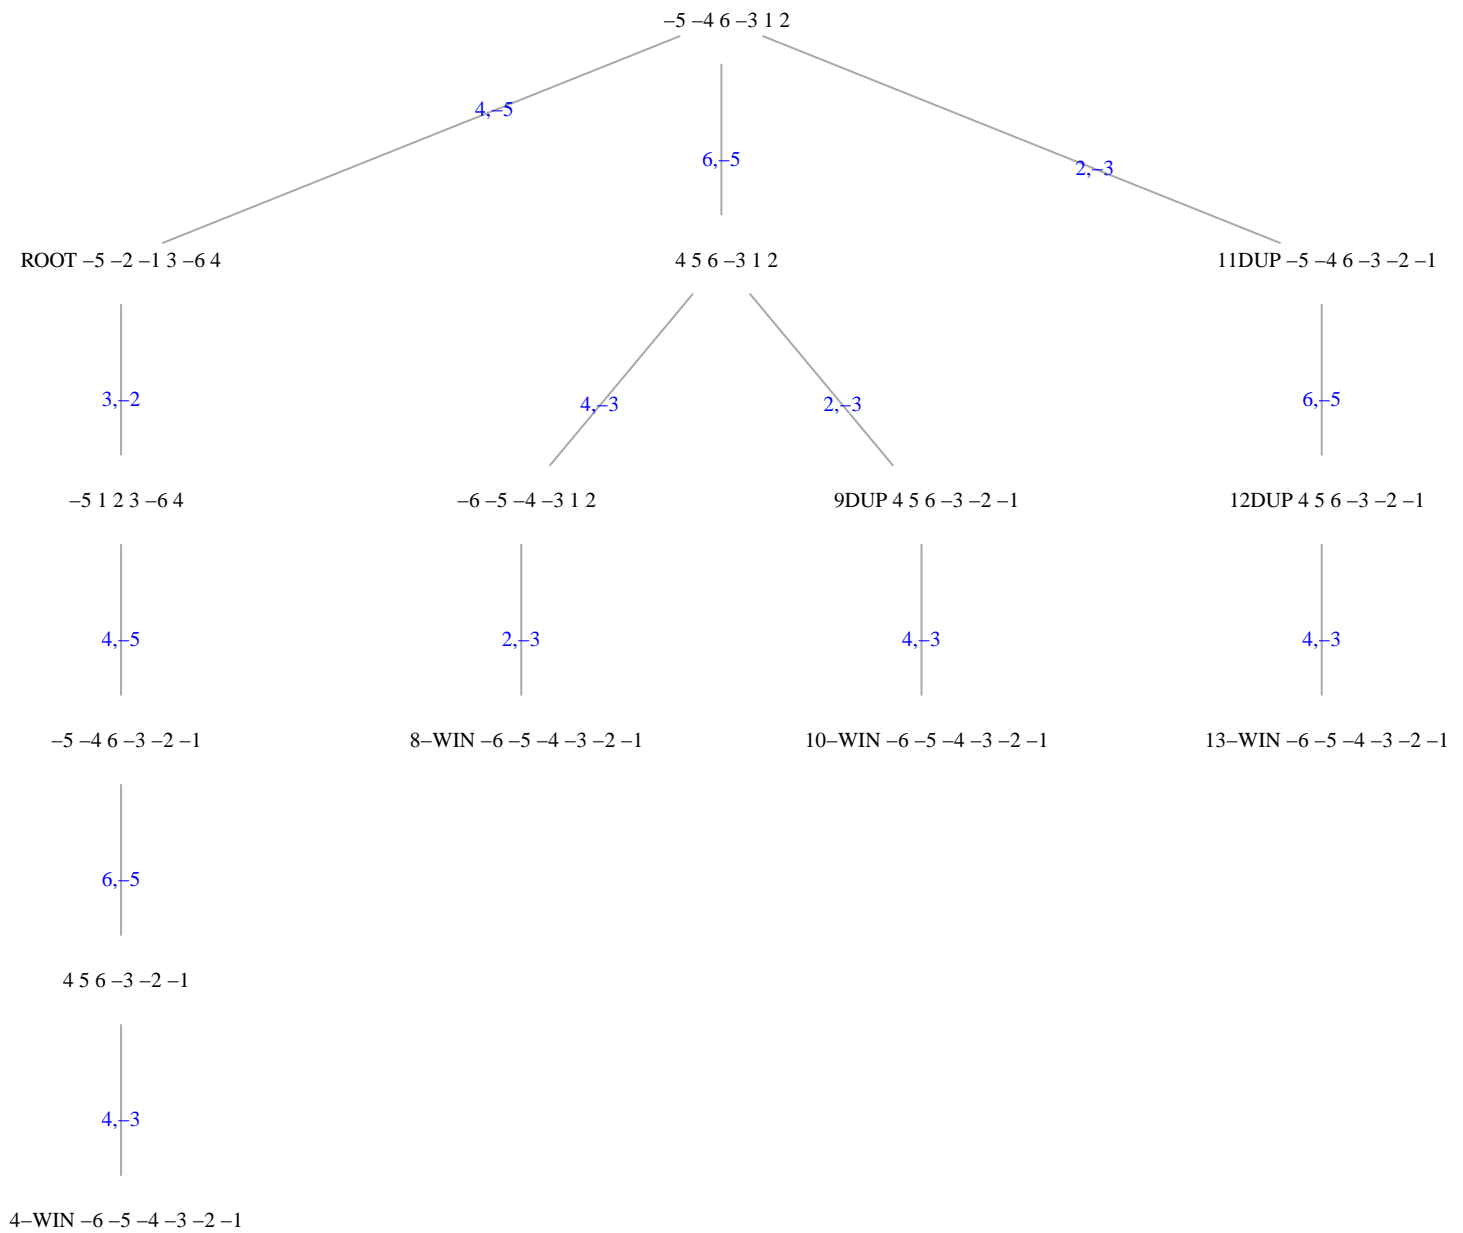 –5 –4 6 –3 1 2
4,–5
6,–5
2,–3
ROOT –5 –2 –1 3 –6 4
4 5 6 –3 1 2
11DUP –5 –4 6 –3 –2 –1
3,–2
4,–3
2,–3
6,–5
–5 1 2 3 –6 4
–6 –5 –4 –3 1 2
9DUP 4 5 6 –3 –2 –1
12DUP 4 5 6 –3 –2 –1
4,–5
2,–3
4,–3
4,–3
–5 –4 6 –3 –2 –1
8–WIN –6 –5 –4 –3 –2 –1
10–WIN –6 –5 –4 –3 –2 –1
13–WIN –6 –5 –4 –3 –2 –1
6,–5
4 5 6 –3 –2 –1
4,–3
4–WIN –6 –5 –4 –3 –2 –1